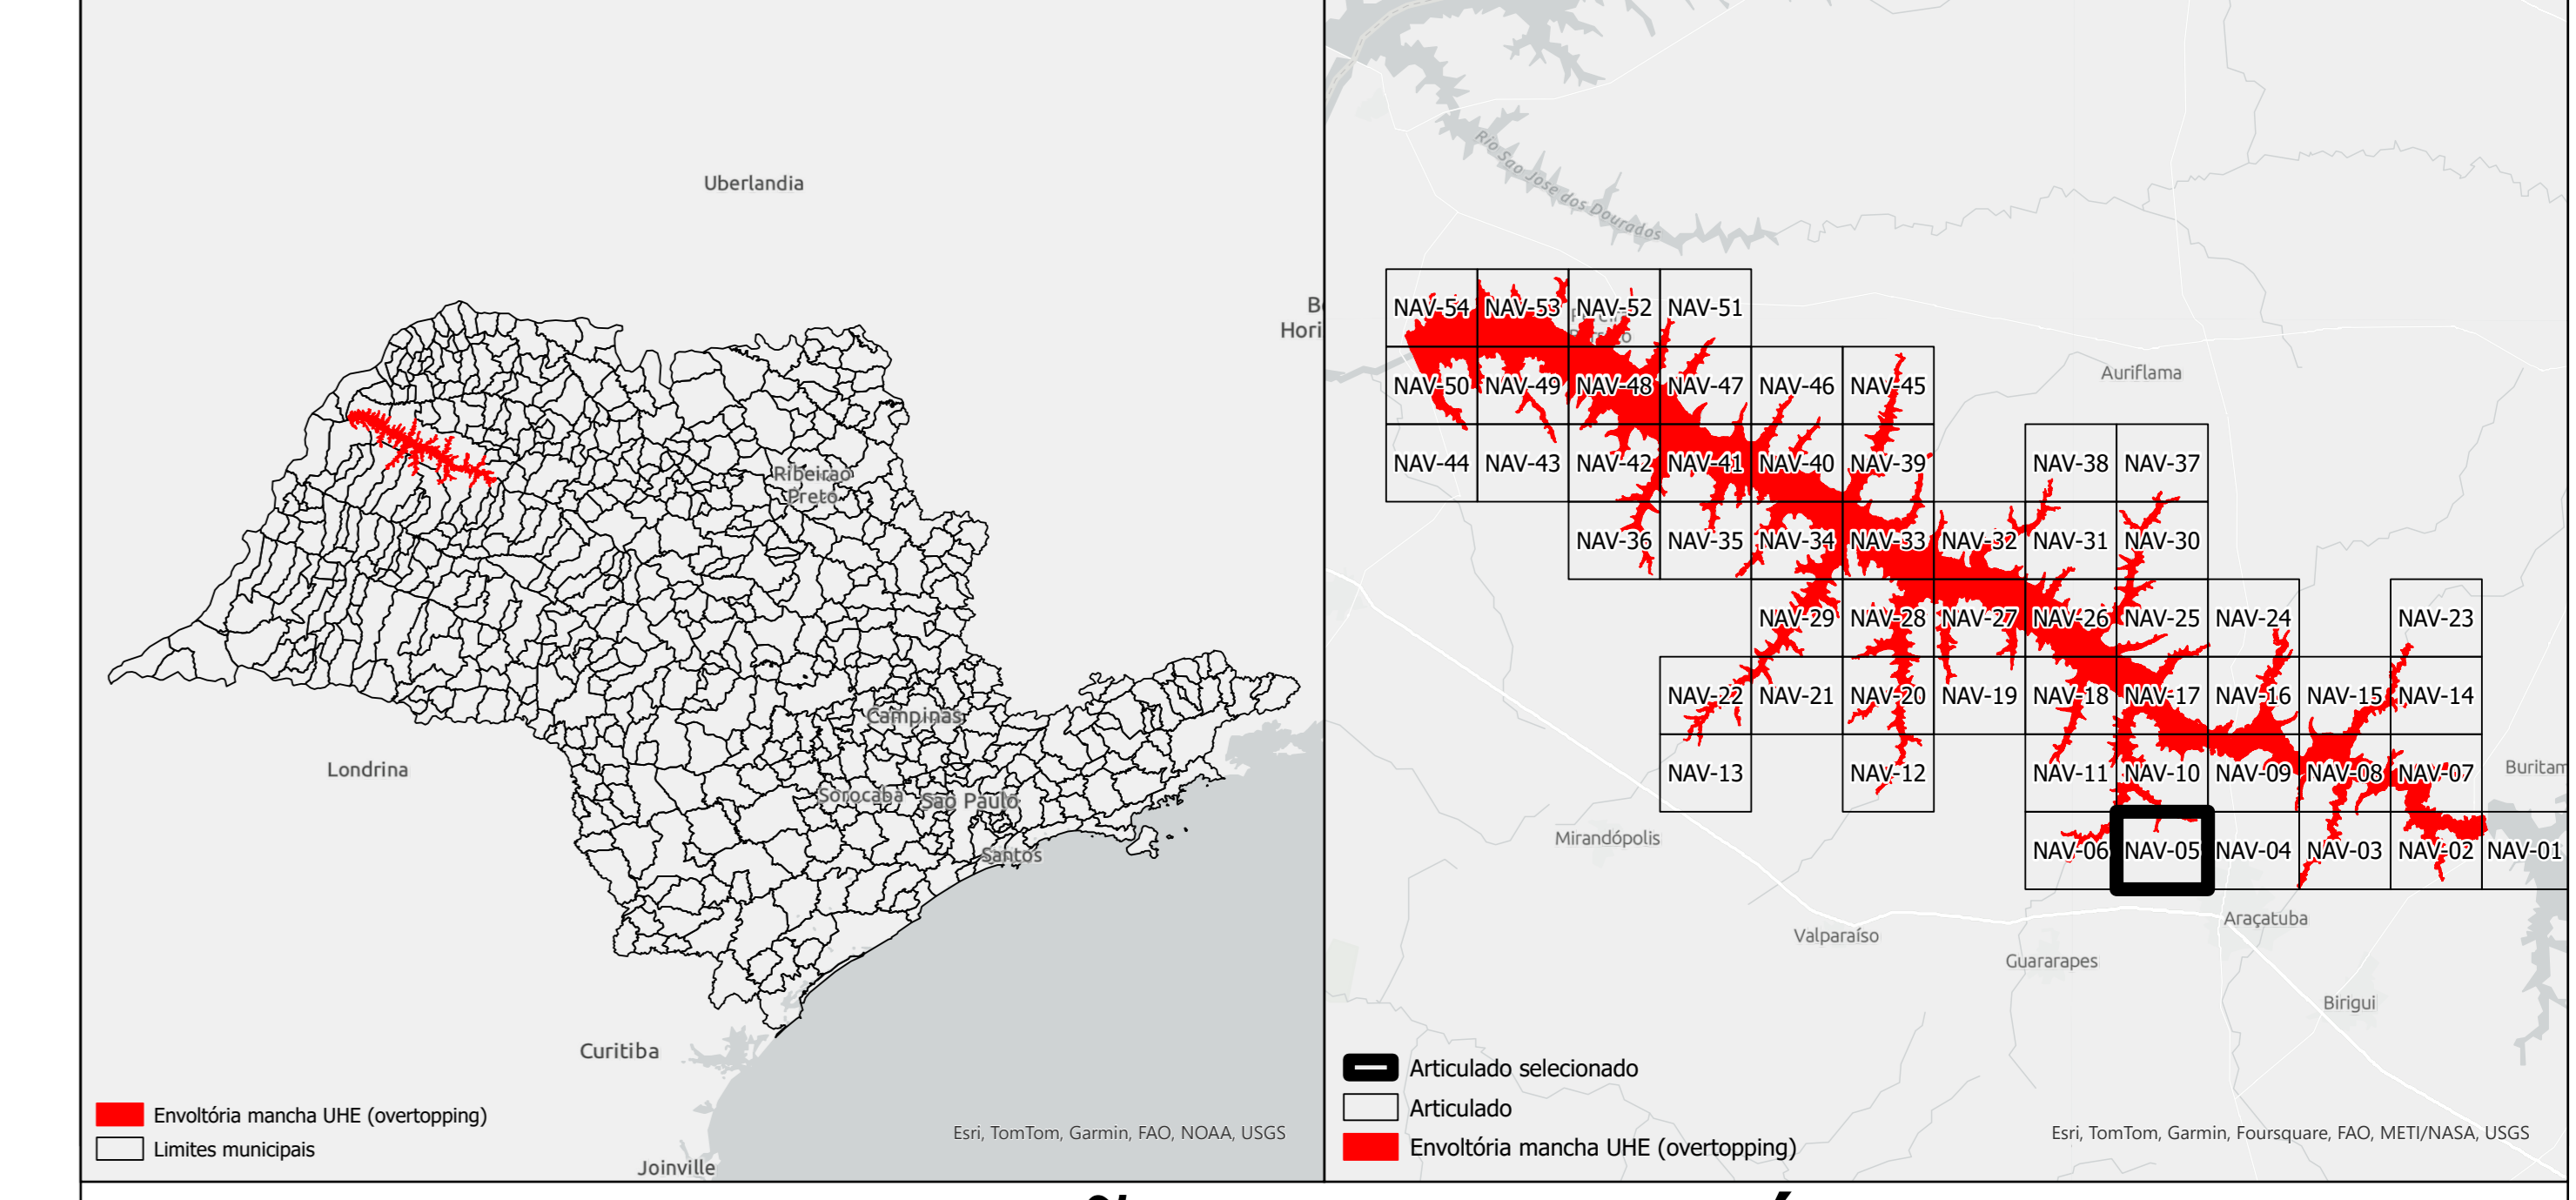 Uberlandia
Ribeirao
Preto
Campinas
Londrina
Sorocaba
Sao Paulo
Santos
Curitiba
Joinville
Envoltória mancha UHE (overtopping)
Limites municipais
Esri, TomTom, Garmin, FAO, NOAA, USGS
Rio Sao Jose dos Dourados
NAV-54 NAV-53 NAV-52 NAV-51
Auriflama
NAV-50 NAV-49 NAV-48 NAV-47 NAV-46 NAV-45
NAV-44 NAV-43 NAV-42 NAV-41 NAV-40 NAV-39 NAV-38 NAV-37
NAV-36 NAV-35 NAV-34 NAV-33 NAV-32 NAV-31 NAV-30
NAV-29 NAV-28 NAV-27 NAV-26 NAV-25 NAV-24 NAV-23
NAV-22 NAV-21 NAV-20 NAV-19 NAV-18 NAV-17 NAV-16 NAV-15 NAV-14
NAV-13 NAV-12 NAV-11 NAV-10 NAV-09 NAV-08 NAV-07
Mirandópolis
NAV-06 NAV-05 NAV-04 NAV-03 NAV-02 NAV-01
Araçatuba
Valparaíso
Guararapes
Birigui
Articulado selecionado
Articulado
Envoltória mancha UHE (overtopping)
Esri, TomTom, Garmin, Foursquare, FAO, METI/NASA, USGS